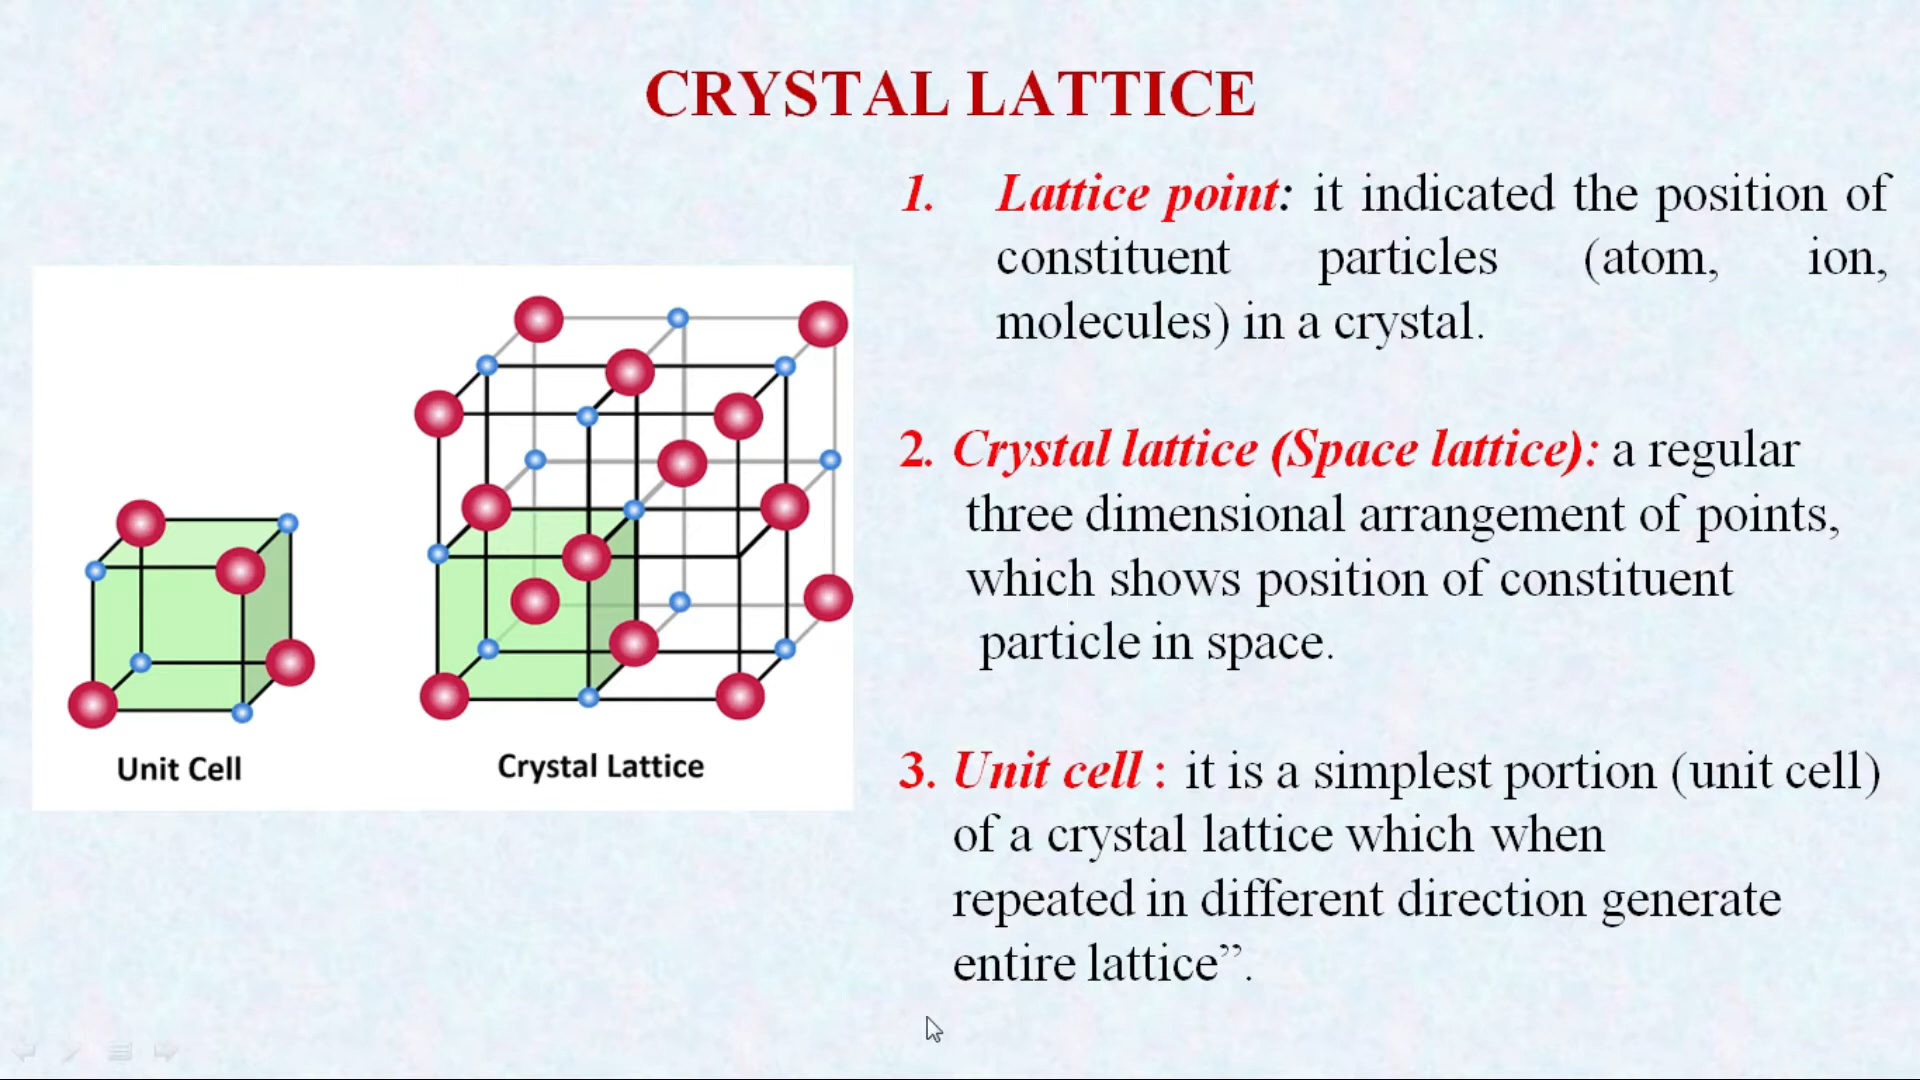 CRYSTAL LATTICE
1. Lattice point: it indicated the position of
constituent particles (atom, ion,
molecules) in a crystal.
2. Crystal lattice (Space lattice): a regular
three dimensional arrangement of points,
which shows position of constituent
particle in space.
3. Unit cell : it is a simplest portion (unit cell)
of a crystal lattice which when
repeated in different direction generate
entire lattice”.
Unit Cell
Crystal Lattice